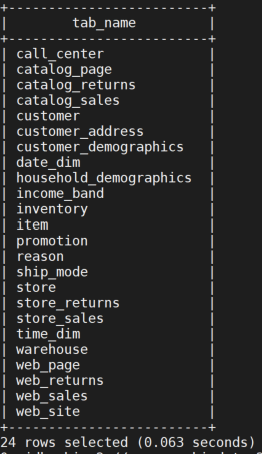 +-------------------------+
|        tab_name         |
+-------------------------+
| call_center             |
| catalog_page            |
| catalog_returns         |
| catalog_sales           |
| customer                |
| customer_address        |
| customer_demographics   |
| date_dim                |
| household_demographics  |
| income_band             |
| inventory               |
| item                    |
| promotion               |
| reason                  |
| ship_mode               |
| store                   |
| store_returns           |
| store_sales             |
| time_dim                |
| warehouse               |
| web_page                |
| web_returns             |
| web_sales               |
| web_site                |
+-------------------------+
24 rows selected (0.063 seconds)